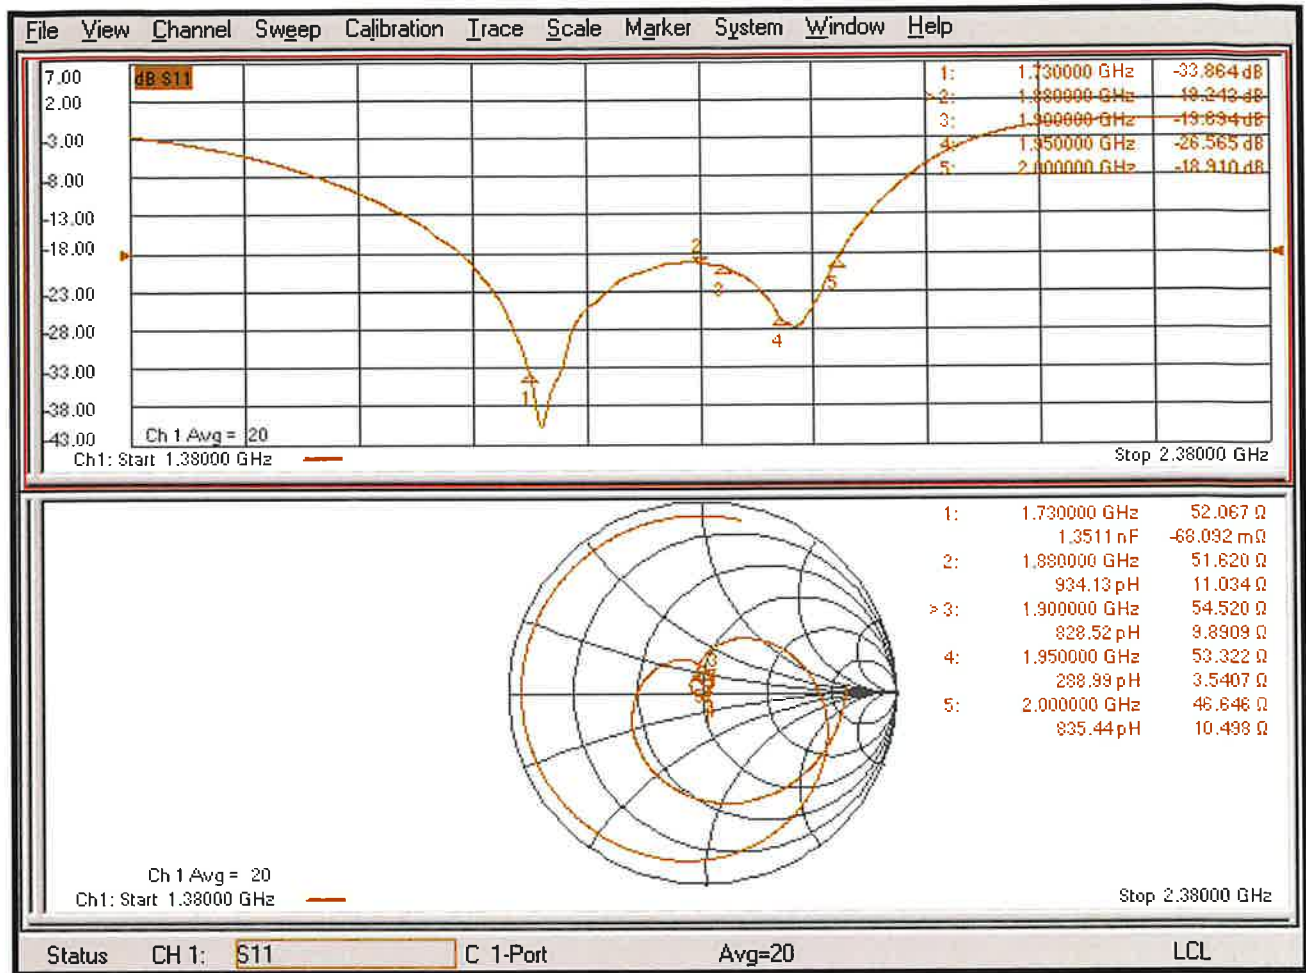 File View Channel Sweep Calibration Trace Scale Marker System Window Help
7.00
2.00
-3.00
-8.00
-13.00
-18.00
-23.00
-28.00
-33.00
-38.00
-43.00
dB S11
1: 1.730000 GHz -33.864 dB
>2: 1.880000 GHz -19.243 dB
3: 1.900000 GHz -19.894 dB
4: 1.950000 GHz -26.565 dB
5: 2.000000 GHz -18.910 dB
2
3
5
4
1
Ch 1 Avg = 20
Ch1: Start 1.38000 GHz
Stop 2.38000 GHz
1: 1.730000 GHz 52.067 Ω
1.3511 nF -68.092 mΩ
2: 1.880000 GHz 51.620 Ω
934.13 pH 11.034 Ω
>3: 1.900000 GHz 54.520 Ω
828.52 pH 9.8909 Ω
4: 1.950000 GHz 53.322 Ω
288.99 pH 3.5407 Ω
5: 2.000000 GHz 46.646 Ω
835.44 pH 10.498 Ω
Ch 1 Avg = 20
Ch1: Start 1.38000 GHz
Stop 2.38000 GHz
Status CH 1: S11 C 1-Port Avg=20 LCL